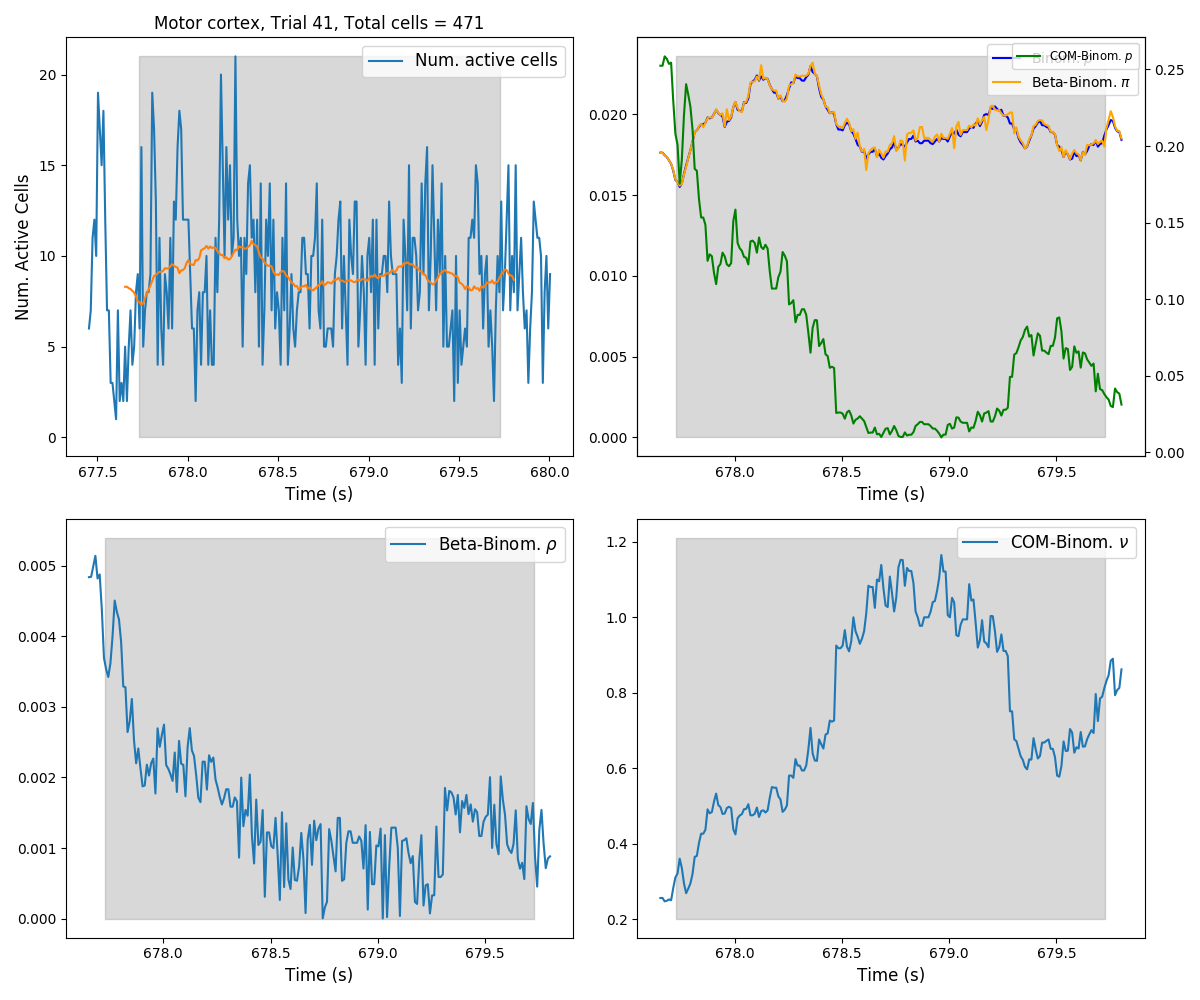 Motor cortex, Trial 41, Total cells = 471
Num. active cells
Num. Active Cells
20
15
10
5
0
677.5 678.0 678.5 679.0 679.5 680.0
Time (s)
COM-Binom. p
Beta-Binom. π
0.020
0.015
0.010
0.005
0.000
0.25
0.20
0.15
0.10
0.05
0.00
678.0 678.5 679.0 679.5
Time (s)
Beta-Binom. ρ
0.005
0.004
0.003
0.002
0.001
0.000
678.0 678.5 679.0 679.5
Time (s)
COM-Binom. ν
1.2
1.0
0.8
0.6
0.4
0.2
678.0 678.5 679.0 679.5
Time (s)